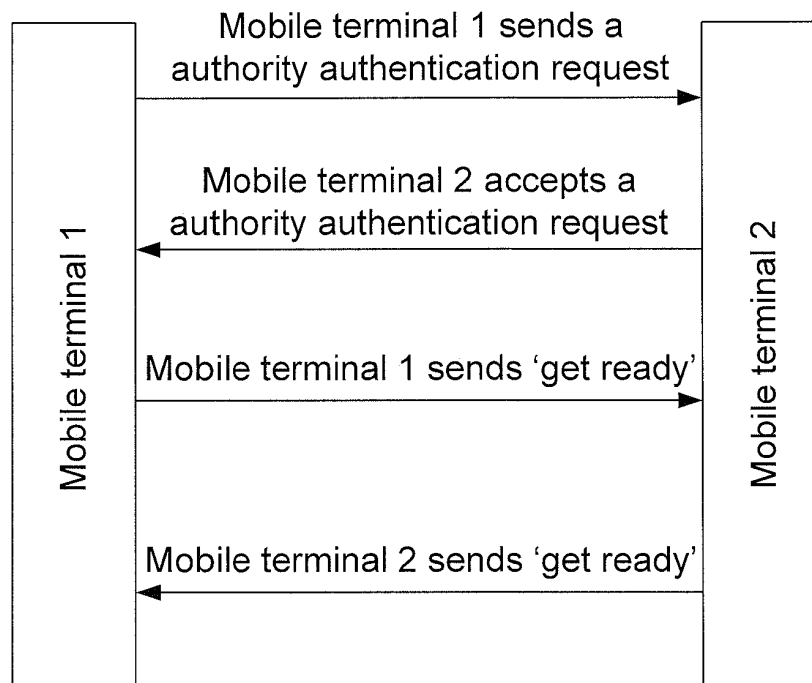 Mobile terminal 1 sends a
authority authentication request
Mobile terminal 2 accepts a
authority authentication request
Mobile terminal 1
Mobile terminal 2
Mobile terminal 1 sends ‘get ready’
Mobile terminal 2 sends ‘get ready’